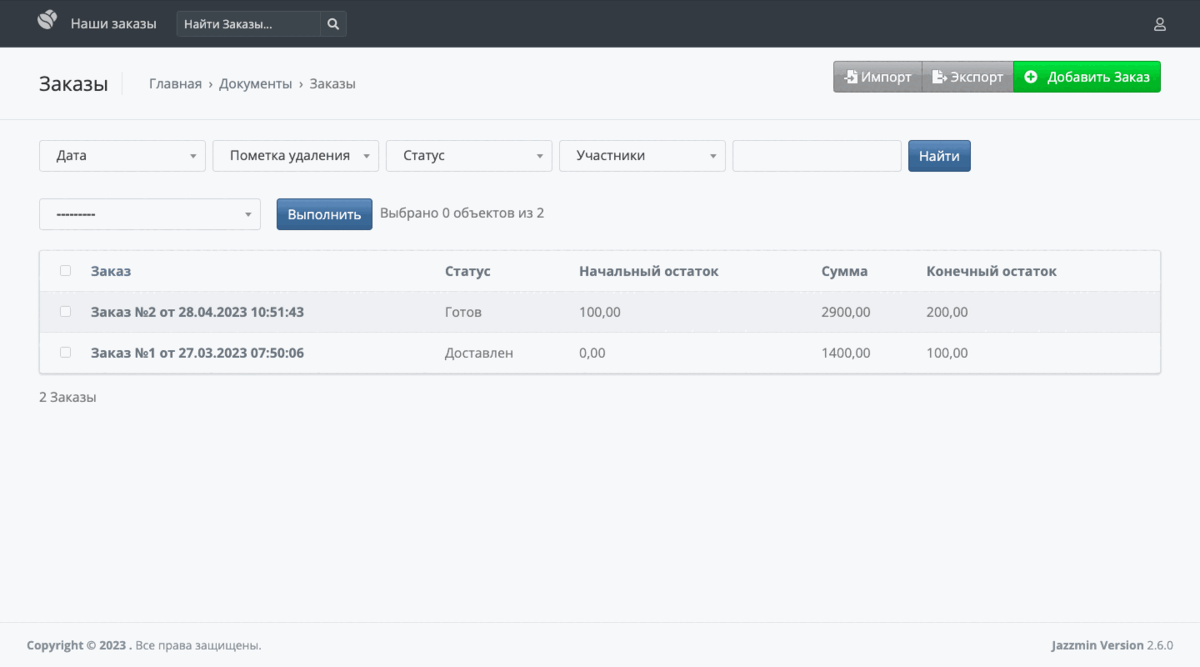 Наши заказы Найти Заказы...
Заказы Главная › Документы › Заказы Импорт Экспорт Добавить Заказ
Дата Пометка удаления Статус Участники Найти
--------- Выполнить Выбрано 0 объектов из 2
Заказ Статус Начальный остаток Сумма Конечный остаток
Заказ №2 от 28.04.2023 10:51:43 Готов 100,00 2900,00 200,00
Заказ №1 от 27.03.2023 07:50:06 Доставлен 0,00 1400,00 100,00
2 Заказы
Copyright © 2023 . Все права защищены. Jazzmin Version 2.6.0